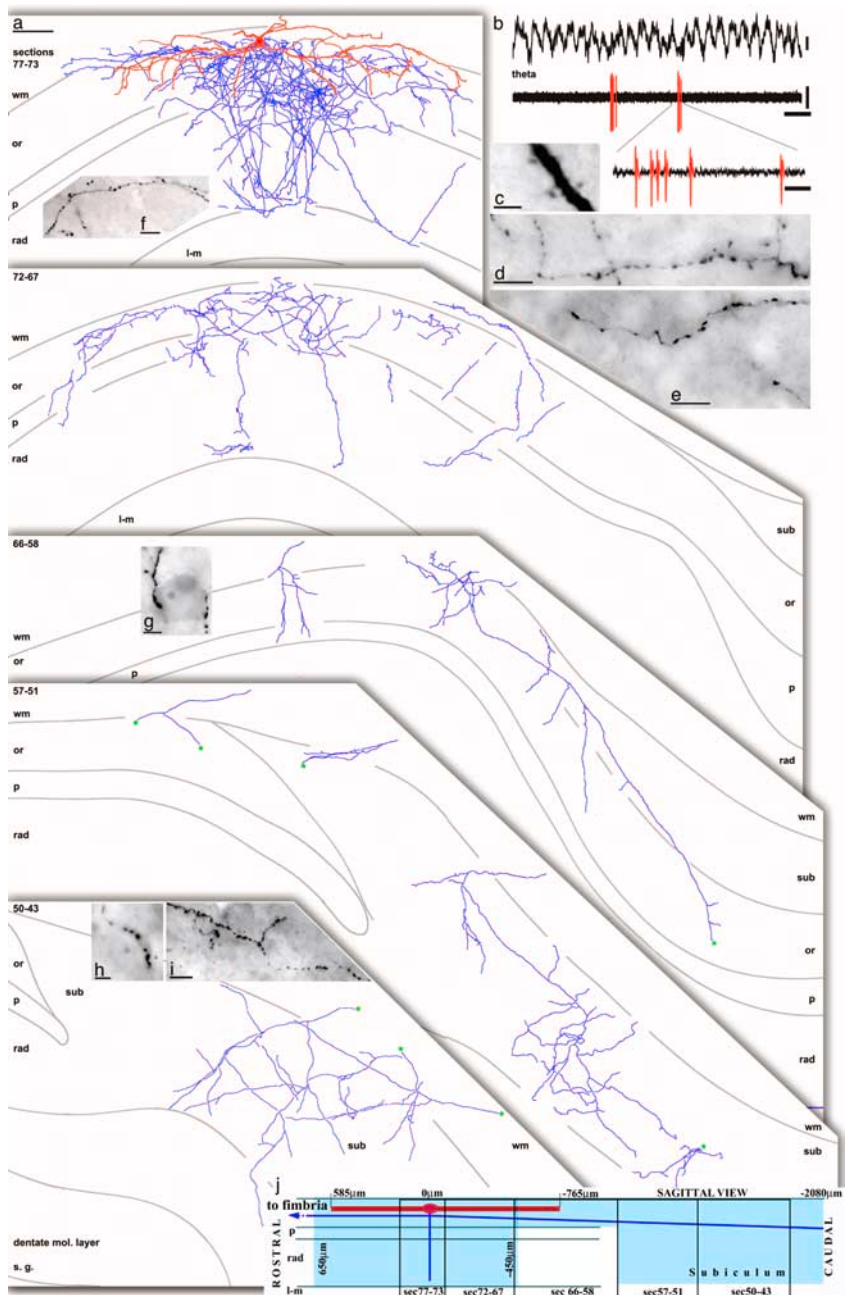 a
sections
77-73
wm
or
p
rad
l-m
f
b
theta
c
d
e
72-67
wm
or
p
rad
l-m
sub
or
p
rad
66-58
g
wm
or
p
wm
sub
or
p
rad
57-51
wm
or
p
rad
wm
sub
50-43
h
i
or
p
sub
rad
sub
wm
dentate mol. layer
s. g.
j
585µm
0µm
-765µm
SAGITTAL VIEW
-2080µm
to fimbria
ROSTRAL
p
rad
650µm
-450µm
Subiculum
CAUDAL
l-m
sec77-73
sec72-67
sec 66-58
sec57-51
sec50-43